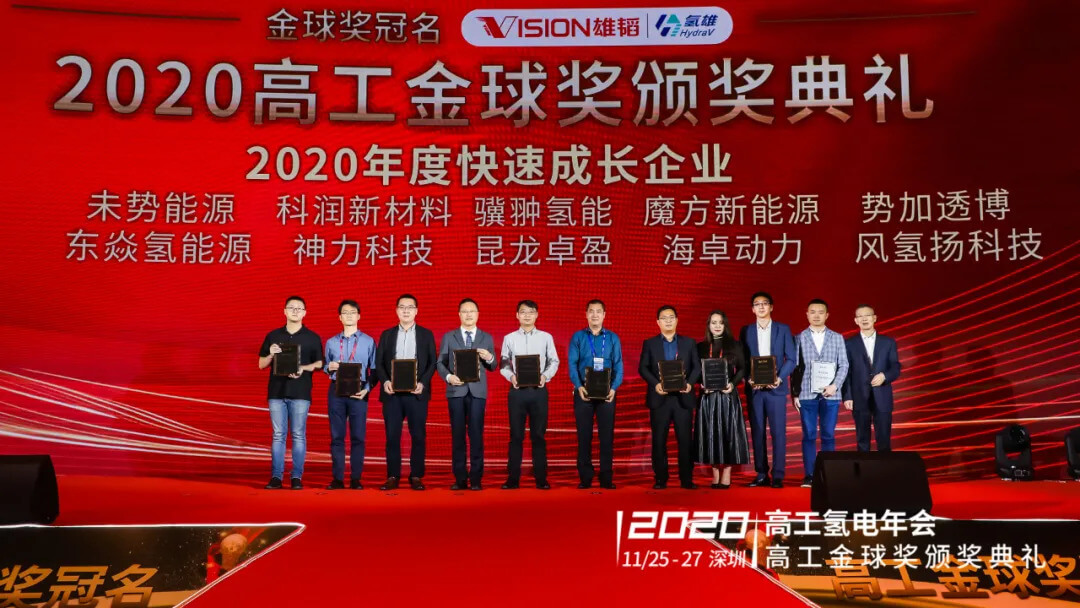 金球奖冠名 VISION雄韬 氢雄 HydraV
2020高工金球奖颁奖典礼
2020年度快速成长企业
未势能源 科润新材料 骥翀氢能 魔方新能源 势加透博
东焱氢能源 神力科技 昆龙卓盈 海卓动力 风氢扬科技
2020 高工氢电年会
11/25-27 深圳 高工金球奖颁奖典礼
奖冠名
高工金球奖